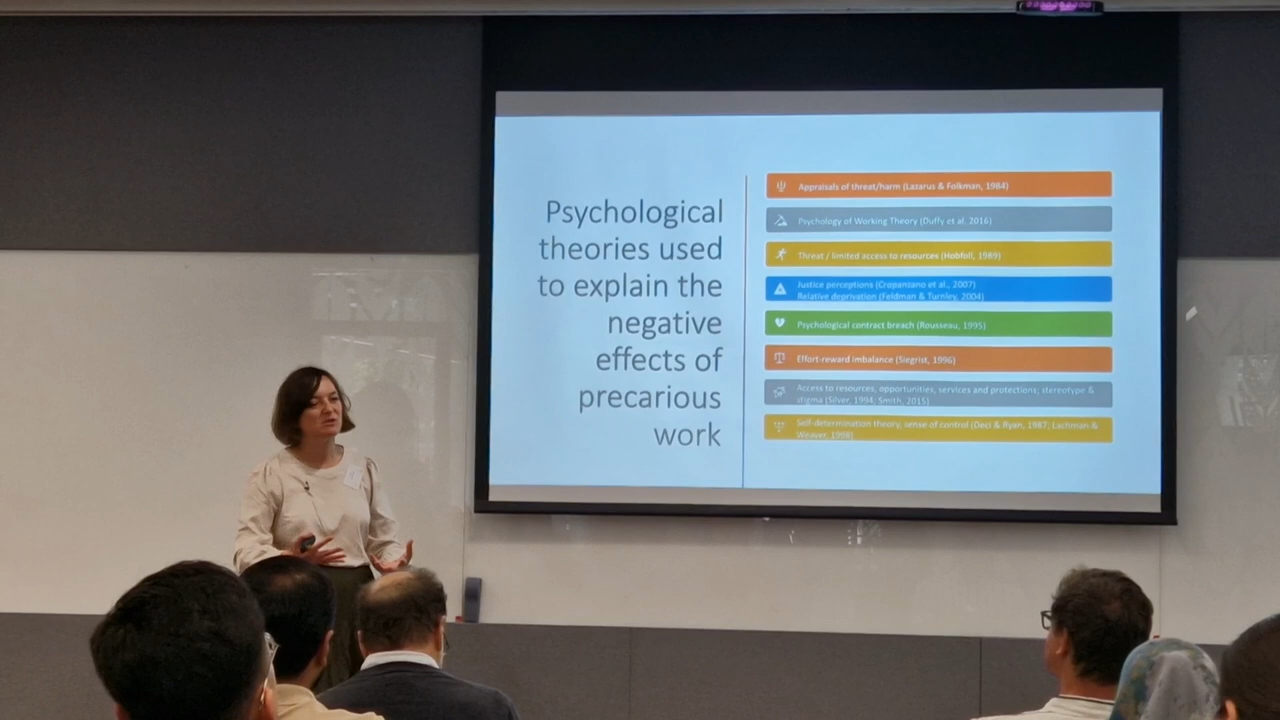 Psychological
theories used
to explain the
negative
effects of
precarious
work
Appraisals of threat/harm (Lazarus & Folkman, 1984)
Psychology of Working Theory (Duffy et al. 2016)
Threat / limited access to resources (Hobfoll, 1989)
Justice perceptions (Cropanzano et al., 2007)
Relative deprivation (Feldman & Turnley, 2004)
Psychological contract breach (Rousseau, 1995)
Effort-reward imbalance (Siegrist, 1996)
Access to resources, opportunities, services and protections; stereotype &
stigma (Silver, 1994; Smith, 2015)
Self-determination theory, sense of control (Deci & Ryan, 1987; Lachman &
Weaver, 1998)